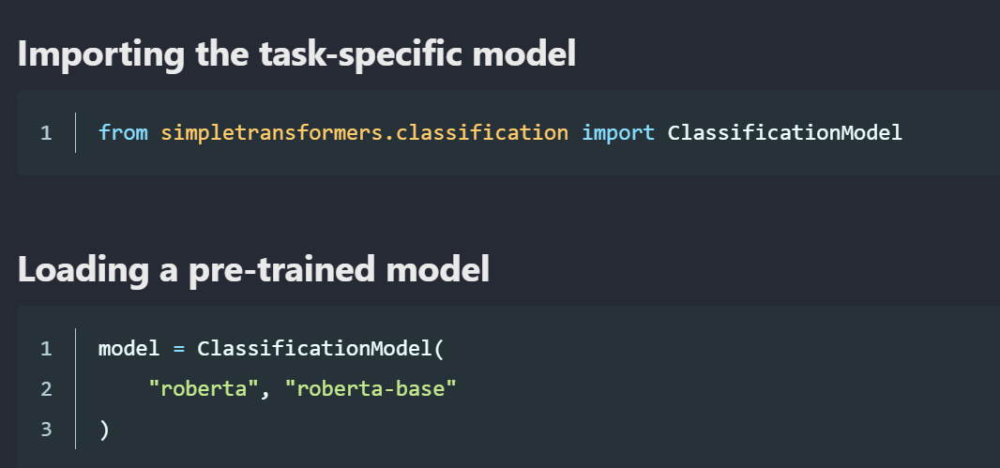 Importing the task-specific model
1 from simpletransformers.classification import ClassificationModel
Loading a pre-trained model
1 model = ClassificationModel(
2     "roberta", "roberta-base"
3 )